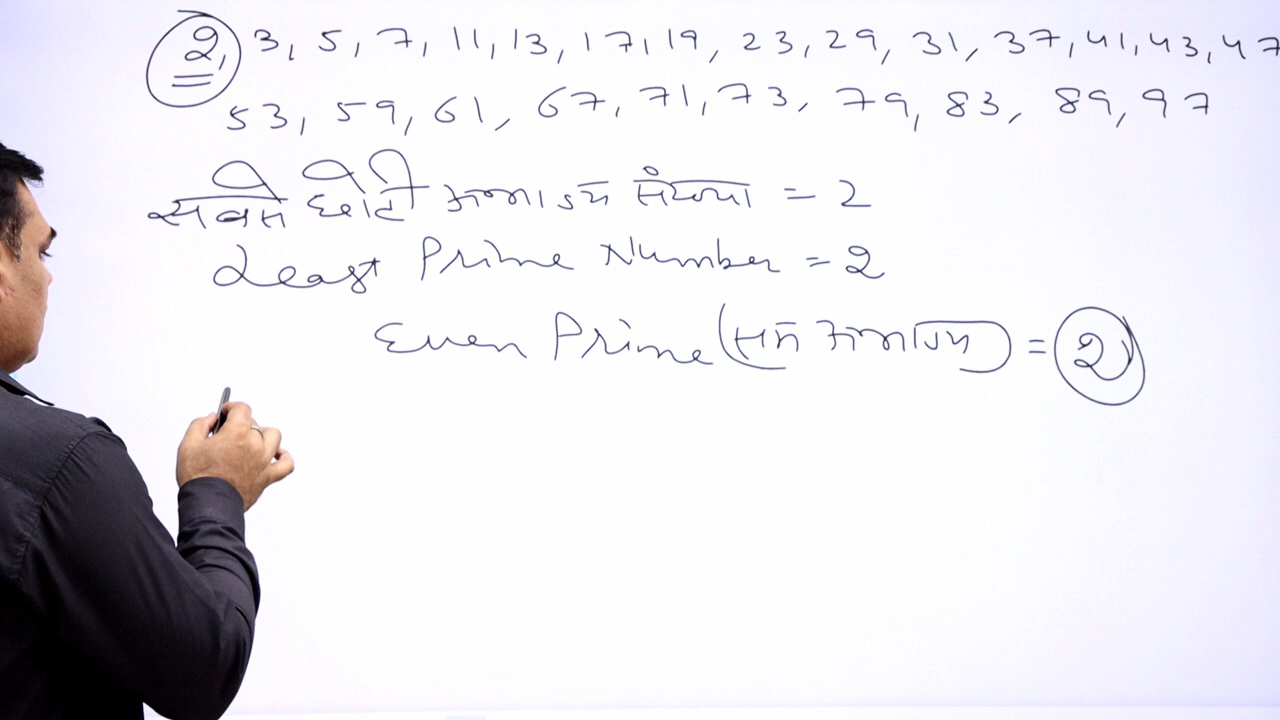 2, 3, 5, 7, 11, 13, 17, 19, 23, 29, 31, 37, 41, 43, 47
53, 59, 61, 67, 71, 73, 79, 83, 89, 97
सबसे छोटी अभाज्य संख्या = 2
Least Prime Number = 2
Even Prime (सम अभाज्य) = 2